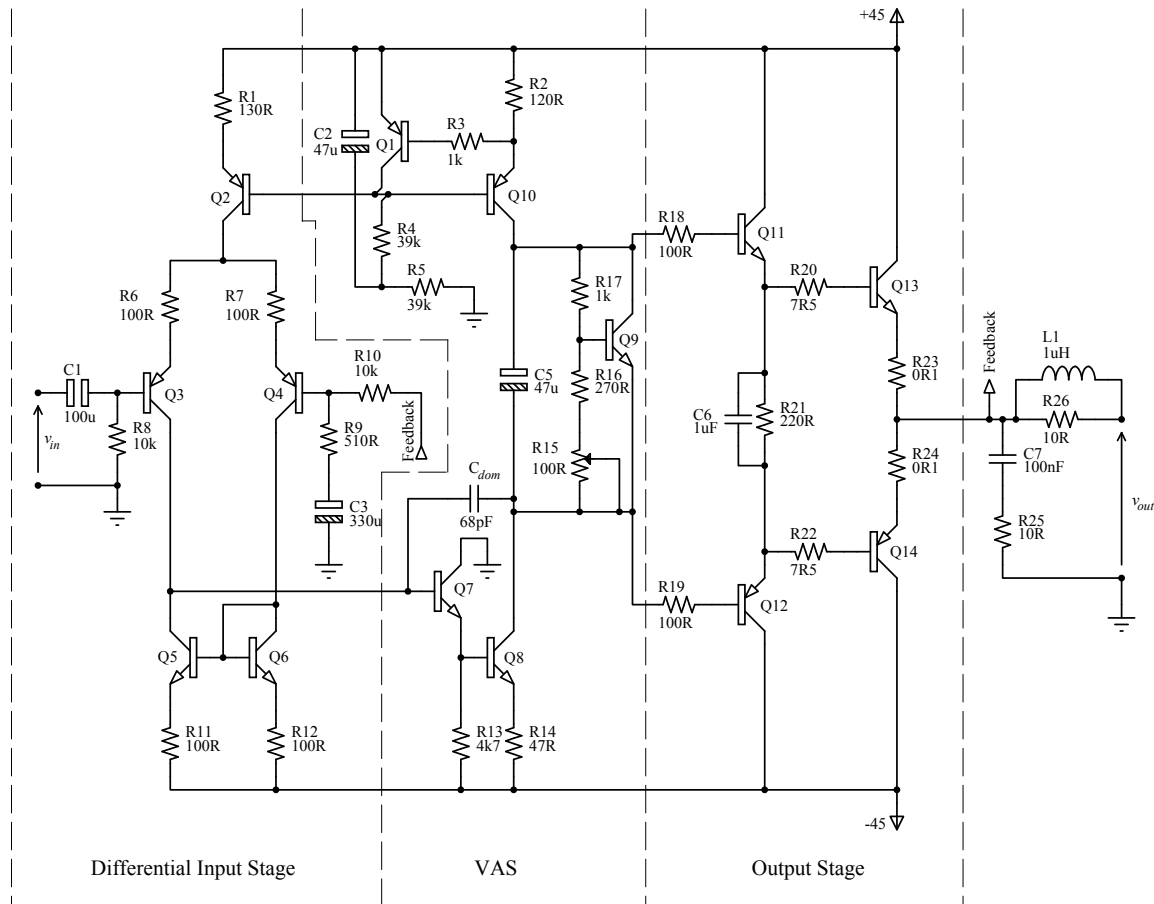 +45
R1
130R
R2
120R
C2
47u
Q1
R3
1k
Q2
Q10
R4
39k
R5
39k
R18
100R
Q11
R17
1k
R20
7R5
Q13
R6
100R
R7
100R
Q9
C1
100u
Q3
Q4
R10
10k
C5
47u
R16
270R
C6
1uF
R21
220R
R23
0R1
Feedback
L1
1uH
R26
10R
vin
R8
10k
R9
510R
Feedback
R15
100R
R24
0R1
C7
100nF
C3
330u
Cdom
68pF
R25
10R
vout
Q7
R22
7R5
Q14
R19
100R
Q12
Q5
Q6
Q8
R11
100R
R12
100R
R13
4k7
R14
47R
-45
Differential Input Stage
VAS
Output Stage